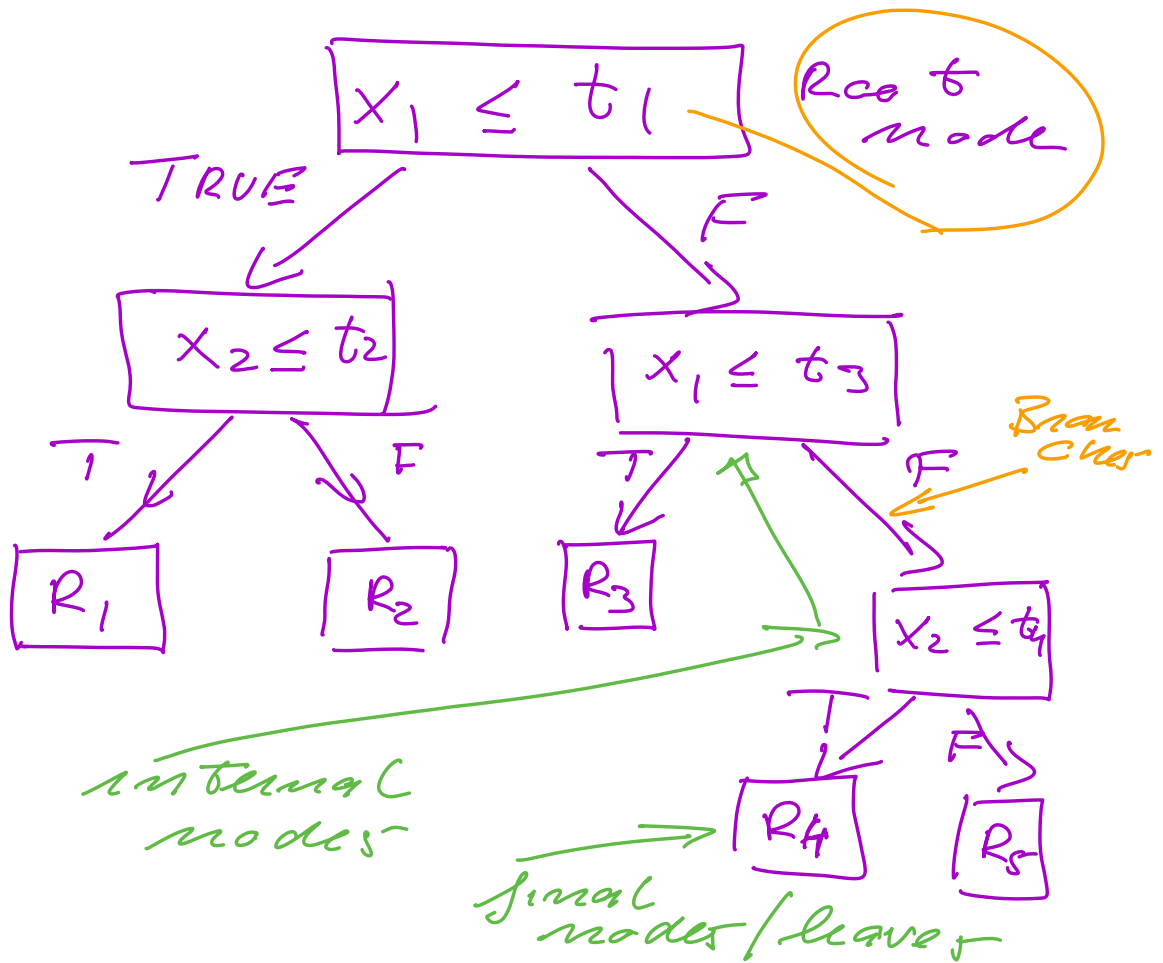 x₁ ≤ t₁
Root
node
TRUE
F
x₂ ≤ t₂
x₁ ≤ t₃
Bran
ches
T
F
T
F
R₁
R₂
R₃
x₂ ≤ t₄
T
F
internal
nodes
R₄
R₅
final
nodes/leaves